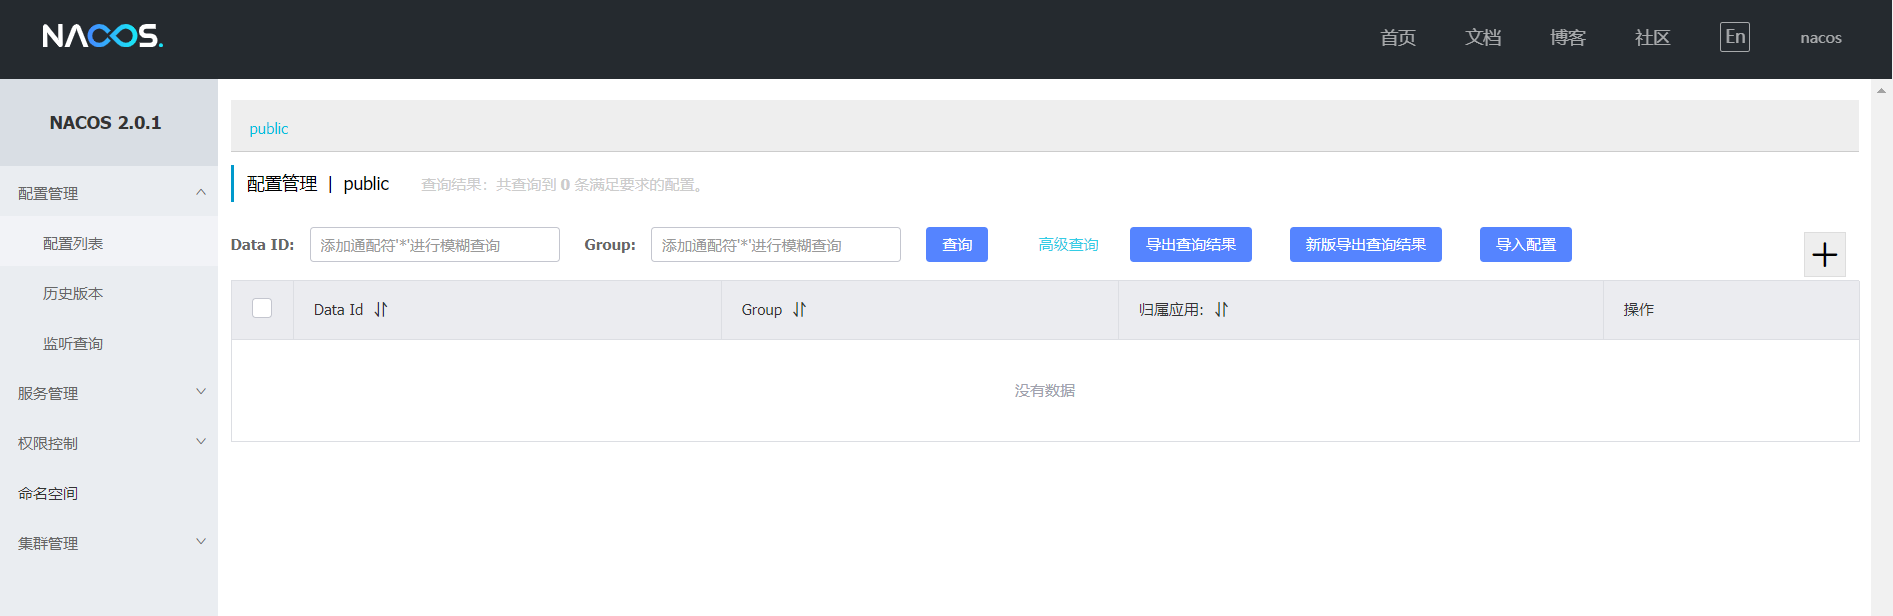 NACOS. 首页 文档 博客 社区 En nacos
NACOS 2.0.1
配置管理
配置列表
历史版本
监听查询
服务管理
权限控制
命名空间
集群管理
public
配置管理 | public 查询结果：共查询到 0 条满足要求的配置。
Data ID: 添加通配符'*'进行模糊查询 Group: 添加通配符'*'进行模糊查询 查询 高级查询 导出查询结果 新版导出查询结果 导入配置
Data Id Group 归属应用: 操作
没有数据